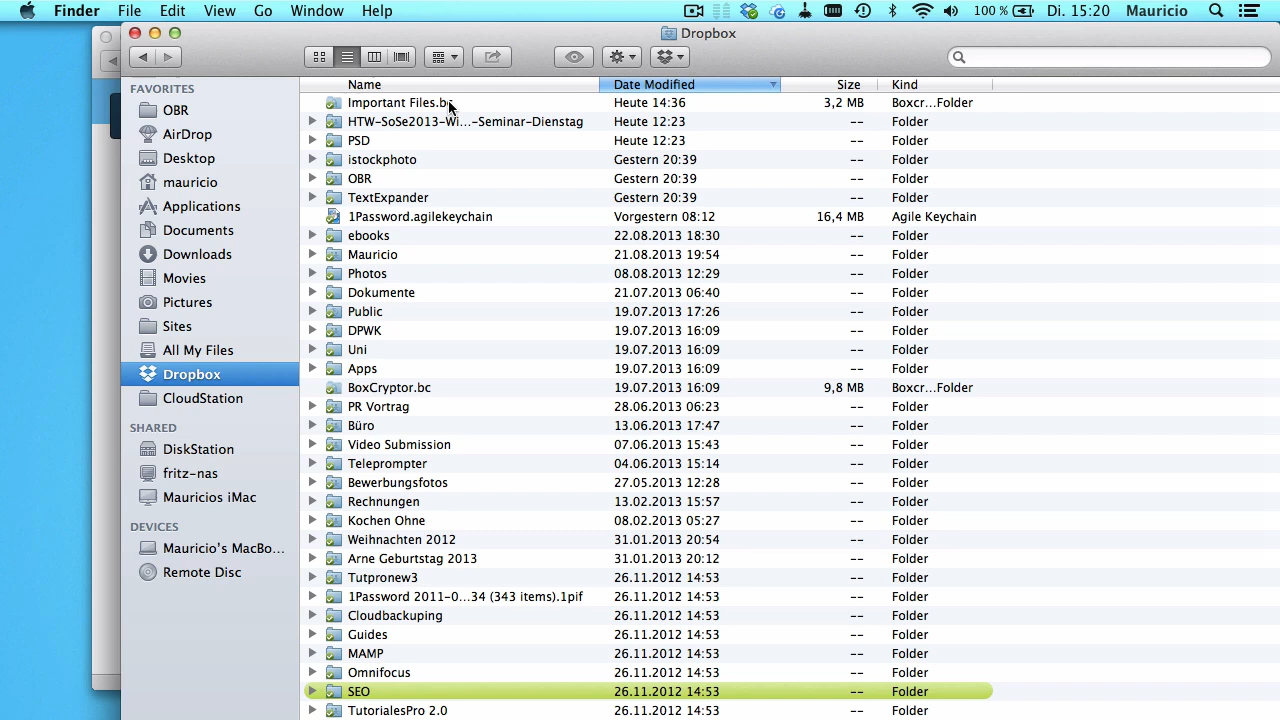 Finder File Edit View Go Window Help 100 % Di. 15:20 Mauricio
Dropbox
FAVORITES
OBR
AirDrop
Desktop
mauricio
Applications
Documents
Downloads
Movies
Pictures
Sites
All My Files
Dropbox
CloudStation
SHARED
DiskStation
fritz-nas
Mauricios iMac
DEVICES
Mauricio's MacBo...
Remote Disc
Name Date Modified Size Kind
Important Files.bc Heute 14:36 3,2 MB Boxcr...Folder
HTW-SoSe2013-Wi...-Seminar-Dienstag Heute 12:23 -- Folder
PSD Heute 12:23 -- Folder
istockphoto Gestern 20:39 -- Folder
OBR Gestern 20:39 -- Folder
TextExpander Gestern 20:39 -- Folder
1Password.agilekeychain Vorgestern 08:12 16,4 MB Agile Keychain
ebooks 22.08.2013 18:30 -- Folder
Mauricio 21.08.2013 19:54 -- Folder
Photos 08.08.2013 12:29 -- Folder
Dokumente 21.07.2013 06:40 -- Folder
Public 19.07.2013 17:26 -- Folder
DPWK 19.07.2013 16:09 -- Folder
Uni 19.07.2013 16:09 -- Folder
Apps 19.07.2013 16:09 -- Folder
BoxCryptor.bc 19.07.2013 16:09 9,8 MB Boxcr...Folder
PR Vortrag 28.06.2013 06:23 -- Folder
Büro 13.06.2013 17:47 -- Folder
Video Submission 07.06.2013 15:43 -- Folder
Teleprompter 04.06.2013 15:14 -- Folder
Bewerbungsfotos 27.05.2013 12:28 -- Folder
Rechnungen 13.02.2013 15:57 -- Folder
Kochen Ohne 08.02.2013 05:27 -- Folder
Weihnachten 2012 31.01.2013 20:54 -- Folder
Arne Geburtstag 2013 31.01.2013 20:12 -- Folder
Tutpronew3 26.11.2012 14:53 -- Folder
1Password 2011-0...34 (343 items).1pif 26.11.2012 14:53 -- Folder
Cloudbackuping 26.11.2012 14:53 -- Folder
Guides 26.11.2012 14:53 -- Folder
MAMP 26.11.2012 14:53 -- Folder
Omnifocus 26.11.2012 14:53 -- Folder
SEO 26.11.2012 14:53 -- Folder
TutorialesPro 2.0 26.11.2012 14:53 -- Folder